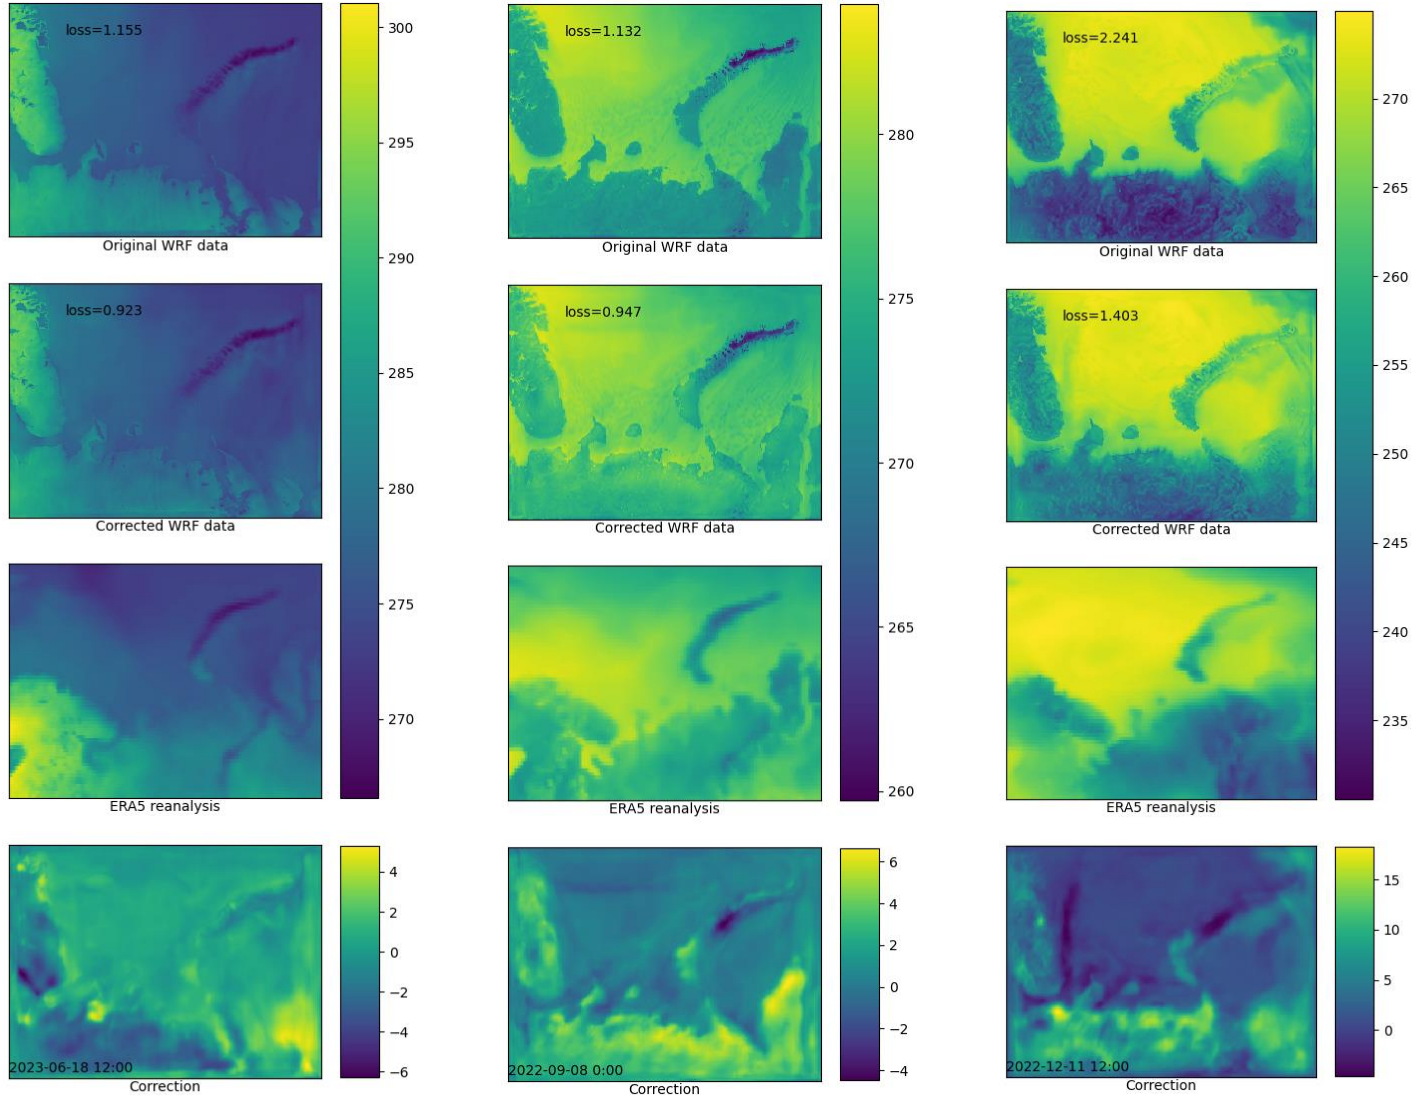 loss=1.155
Original WRF data
loss=0.923
Corrected WRF data
ERA5 reanalysis
300
295
290
285
280
275
270
2023-06-18 12:00
Correction
4
2
0
−2
−4
−6
loss=1.132
Original WRF data
loss=0.947
Corrected WRF data
ERA5 reanalysis
280
275
270
265
260
2022-09-08 0:00
Correction
6
4
2
0
−2
−4
loss=2.241
Original WRF data
loss=1.403
Corrected WRF data
ERA5 reanalysis
270
265
260
255
250
245
240
235
2022-12-11 12:00
Correction
15
10
5
0